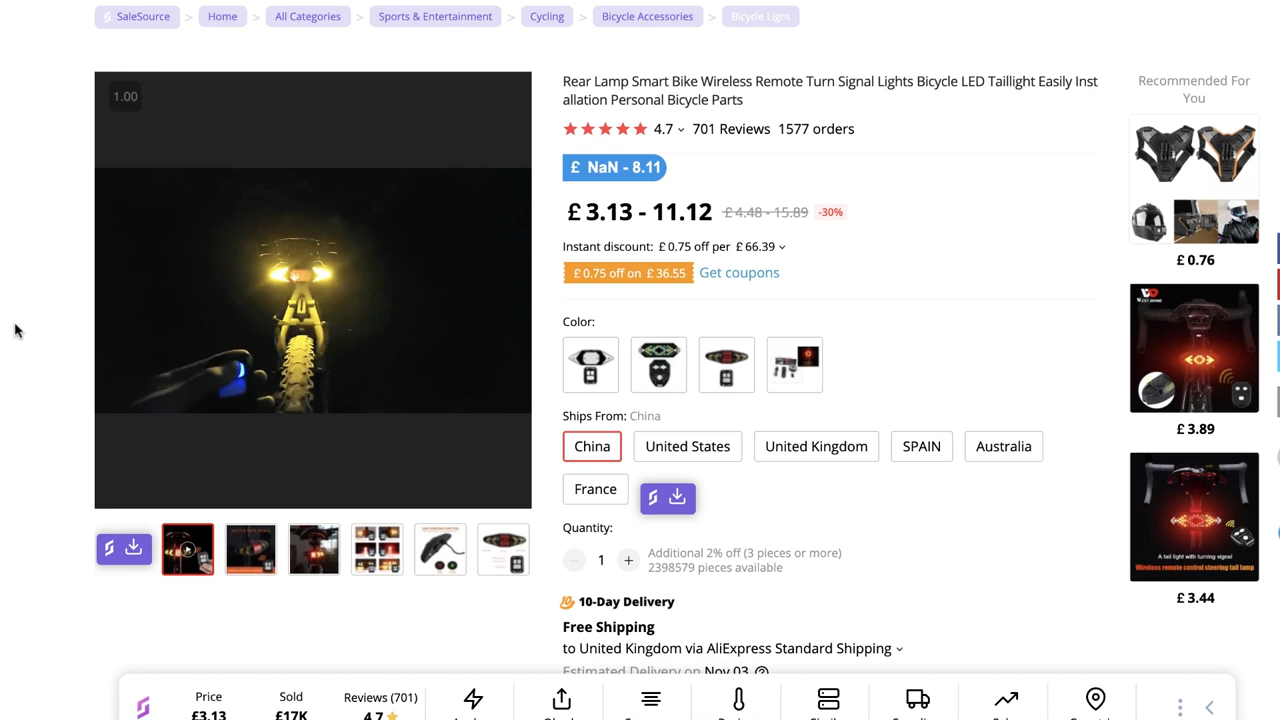 SaleSource > Home > All Categories > Sports & Entertainment > Cycling > Bicycle Accessories > Bicycle Light
1.00
Rear Lamp Smart Bike Wireless Remote Turn Signal Lights Bicycle LED Taillight Easily Inst
allation Personal Bicycle Parts
4.7 701 Reviews 1577 orders
£ NaN - 8.11
£ 3.13 - 11.12 £ 4.48 - 15.89 -30%
Instant discount: £ 0.75 off per £ 66.39
£ 0.75 off on £ 36.55 Get coupons
Color:
Ships From: China
China United States United Kingdom SPAIN Australia
France
Quantity:
1
Additional 2% off (3 pieces or more)
2398579 pieces available
10-Day Delivery
Free Shipping
to United Kingdom via AliExpress Standard Shipping
Estimated Delivery on Nov 03
Recommended For
You
£ 0.76
£ 3.89
A tail light with turning signal
Wireless remote control steering tail lamp
£ 3.44
Price
£3.13
Sold
£17K
Reviews (701)
4.7